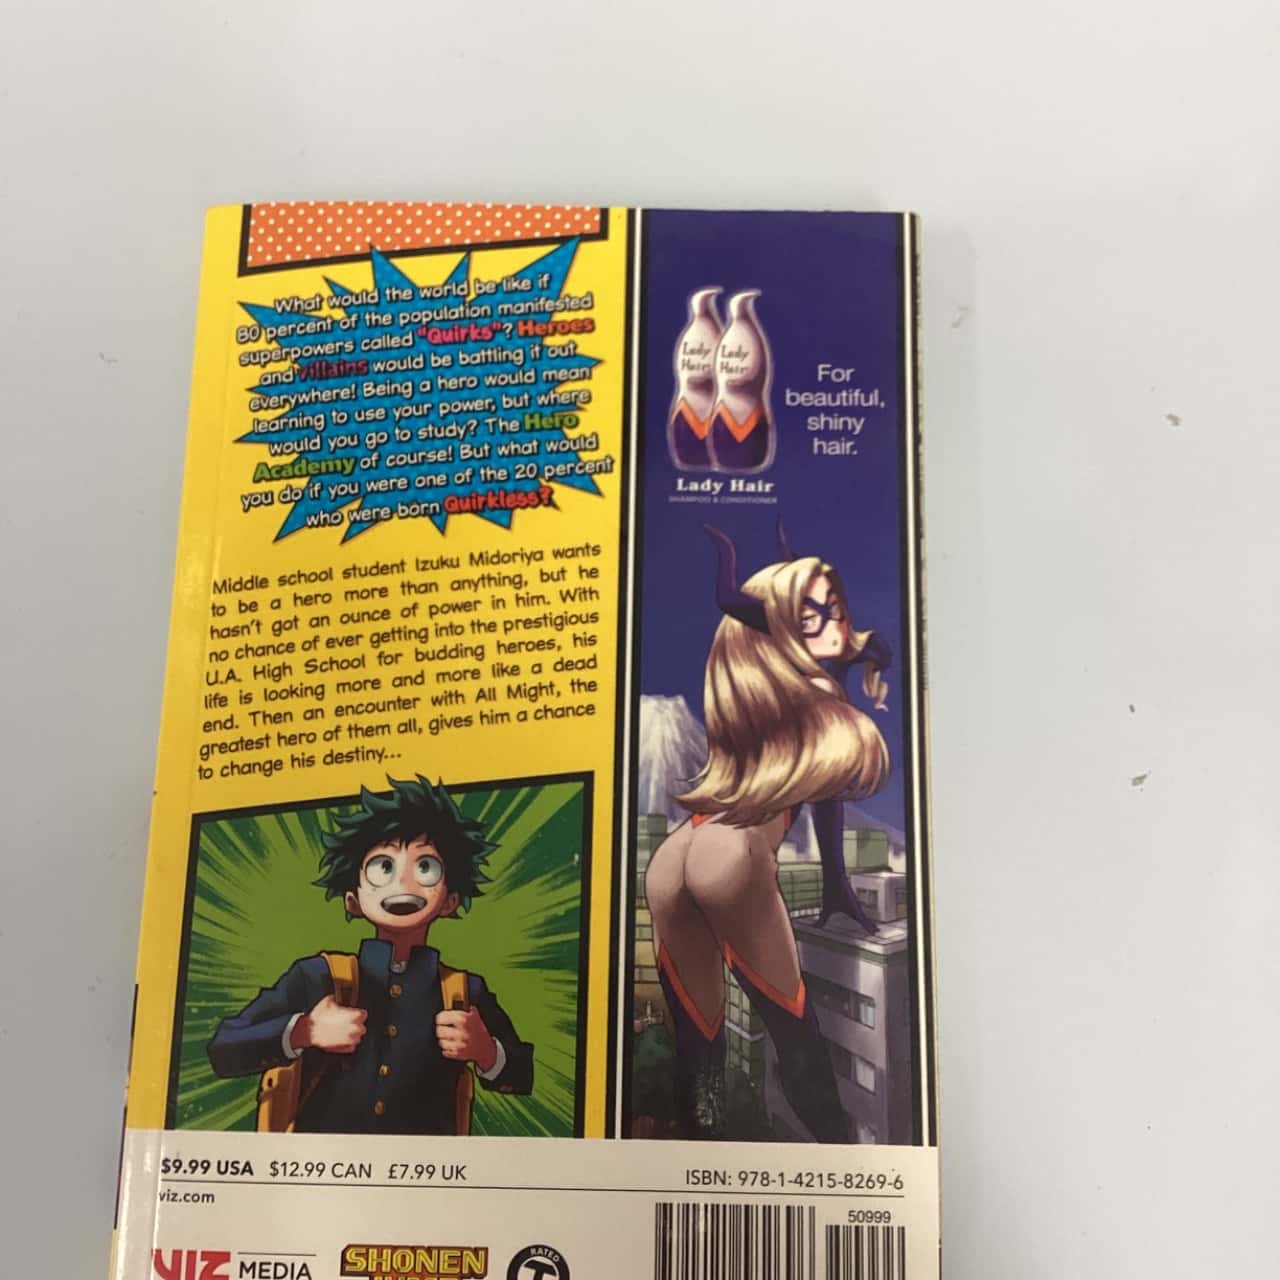 What would the world be like if
80 percent of the population manifested
superpowers called "Quirks"? Heroes
and villains would be battling it out
everywhere! Being a hero would mean
learning to use your power, but where
would you go to study? The Hero
Academy of course! But what would
you do if you were one of the 20 percent
who were born Quirkless?
Middle school student Izuku Midoriya wants
to be a hero more than anything, but he
hasn't got an ounce of power in him. With
no chance of ever getting into the prestigious
U.A. High School for budding heroes, his
life is looking more and more like a dead
end. Then an encounter with All Might, the
greatest hero of them all, gives him a chance
to change his destiny...
Lady Hair
Lady Hair
For
beautiful,
shiny
hair.
Lady Hair
SHAMPOO & CONDITIONER
$9.99 USA $12.99 CAN £7.99 UK
ISBN: 978-1-4215-8269-6
viz.com
50999
VIZ MEDIA
SHONEN
RATED
T